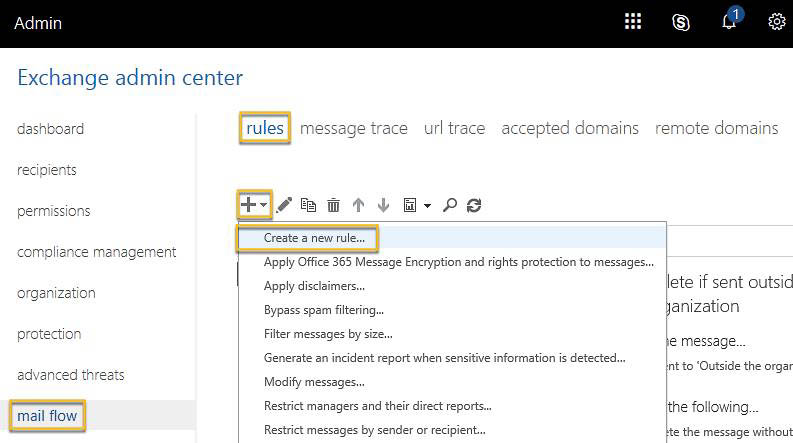 Admin
1
Exchange admin center
dashboard
recipients
permissions
compliance management
organization
protection
advanced threats
mail flow
rules message trace url trace accepted domains remote domains
Create a new rule...
Apply Office 365 Message Encryption and rights protection to messages...
Apply disclaimers...
Bypass spam filtering...
Filter messages by size...
Generate an incident report when sensitive information is detected...
Modify messages...
Restrict managers and their direct reports...
Restrict messages by sender or recipient...
lete if sent outsid
ganization
he message...
ent to 'Outside the organ
the following...
ete the message without